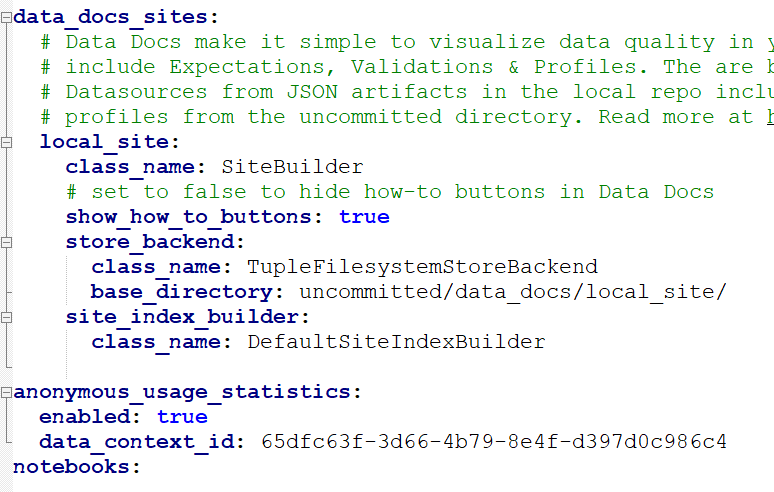 data_docs_sites:
# Data Docs make it simple to visualize data quality in
# include Expectations, Validations & Profiles. The are
# Datasources from JSON artifacts in the local repo
# profiles from the uncommitted directory. Read more at
local_site:
class_name: SiteBuilder
# set to false to hide how-to buttons in Data Docs
show_how_to_buttons: true
store_backend:
class_name: TupleFilesystemStoreBackend
base_directory: uncommitted/data_docs/local_site/
site_index_builder:
class_name: DefaultSiteIndexBuilder
anonymous_usage_statistics:
enabled: true
data_context_id: 65dfc63f-3d66-4b79-8e4f-d397d0c986c4
notebooks: